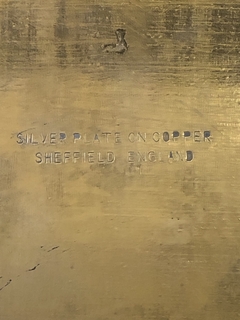 SILVER PLATE ON COPPER
SHEFFIELD ENGLAND